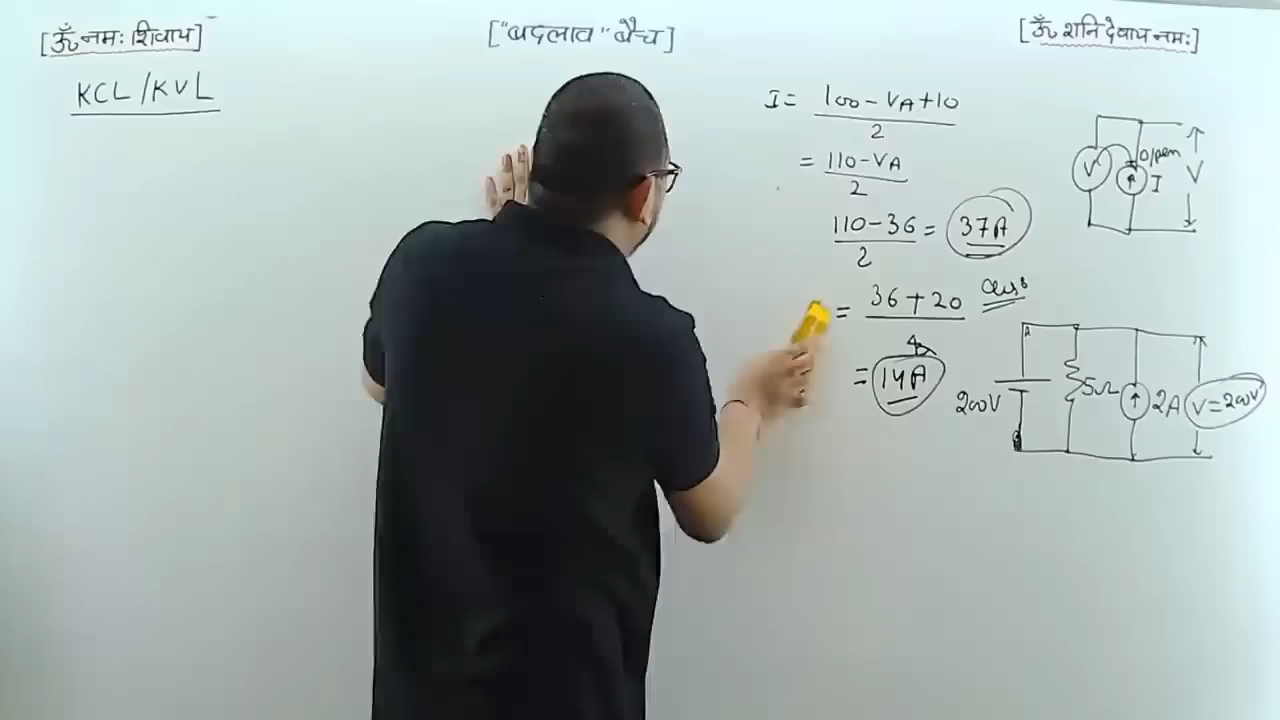 [ॐ नमः शिवाय]
["बदलाव" बैच]
[ॐ शनि देवाय नमः]
KCL/KVL
I = 100-VA+10
2
= 110-VA
2
110-36 = 37A
2
= 36+20 Ans
4
= 14A
V open I V
200V 5Ω 2A V=200V